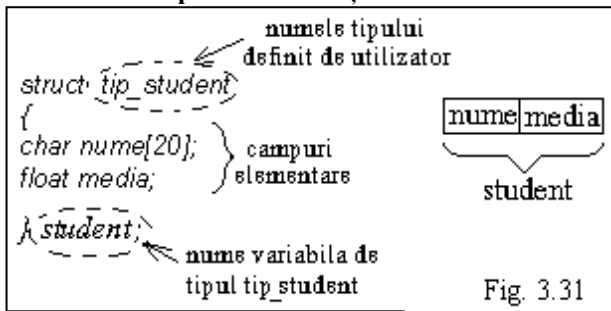 numele tipului
definit de utilizator
struct tip_student
{
char nume[20];
float media;
campuri
elementare
} student;
nume variabila de
tipul tip_student
nume media
student
Fig. 3.31